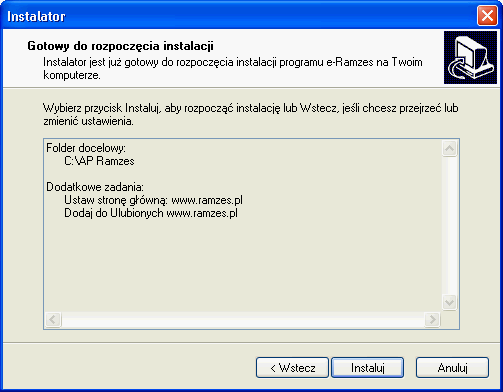 Instalator
Gotowy do rozpoczęcia instalacji
Instalator jest już gotowy do rozpoczęcia instalacji programu e-Ramzes na Twoim
komputerze.
Wybierz przycisk Instaluj, aby rozpocząć instalację lub Wstecz, jeśli chcesz przejrzeć lub
zmienić ustawienia.
Folder docelowy:
C:\AP Ramzes
Dodatkowe zadania:
Ustaw stronę główną: www.ramzes.pl
Dodaj do Ulubionych www.ramzes.pl
< Wstecz
Instaluj
Anuluj